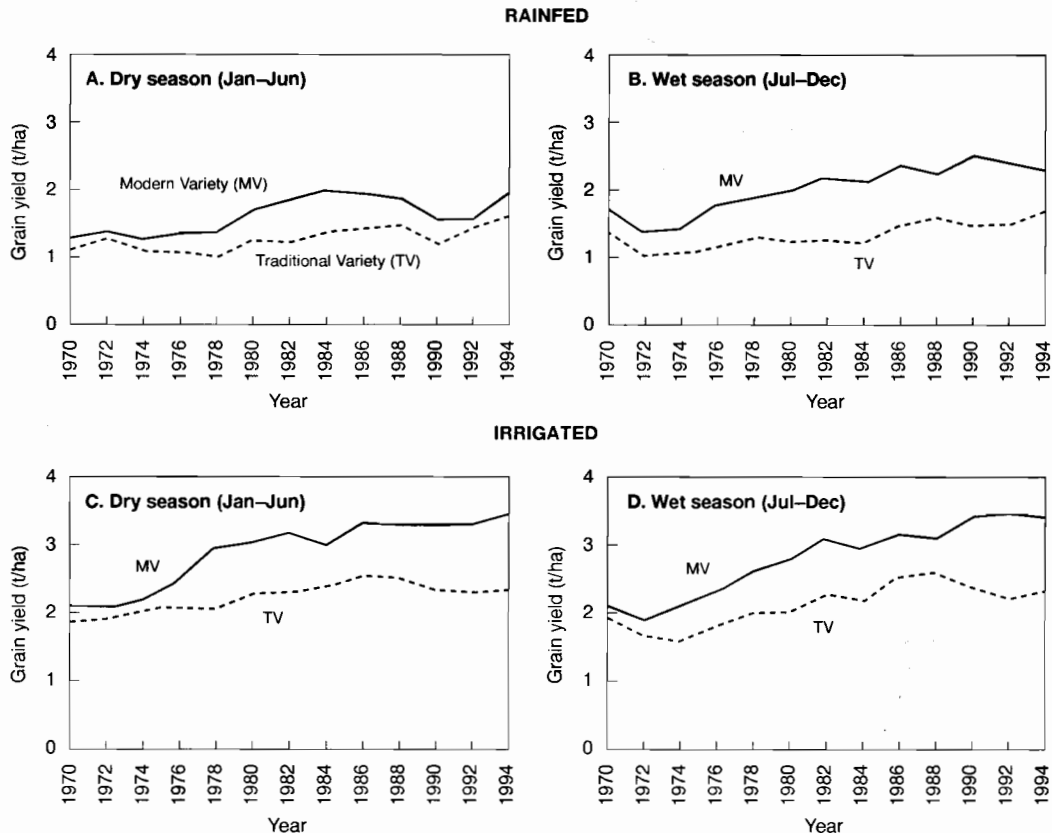 RAINFED
A. Dry season (Jan–Jun)
Grain yield (t/ha)
4
3
2
1
0
Modern Variety (MV)
Traditional Variety (TV)
1970 1972 1974 1976 1978 1980 1982 1984 1986 1988 1990 1992 1994
Year
B. Wet season (Jul–Dec)
Grain yield (t/ha)
4
3
2
1
0
MV
TV
1970 1972 1974 1976 1978 1980 1982 1984 1986 1988 1990 1992 1994
Year
IRRIGATED
C. Dry season (Jan–Jun)
Grain yield (t/ha)
4
3
2
1
0
MV
TV
1970 1972 1974 1976 1978 1980 1982 1984 1986 1988 1990 1992 1994
Year
D. Wet season (Jul–Dec)
Grain yield (t/ha)
4
3
2
1
0
MV
TV
1970 1972 1974 1976 1978 1980 1982 1984 1986 1988 1990 1992 1994
Year